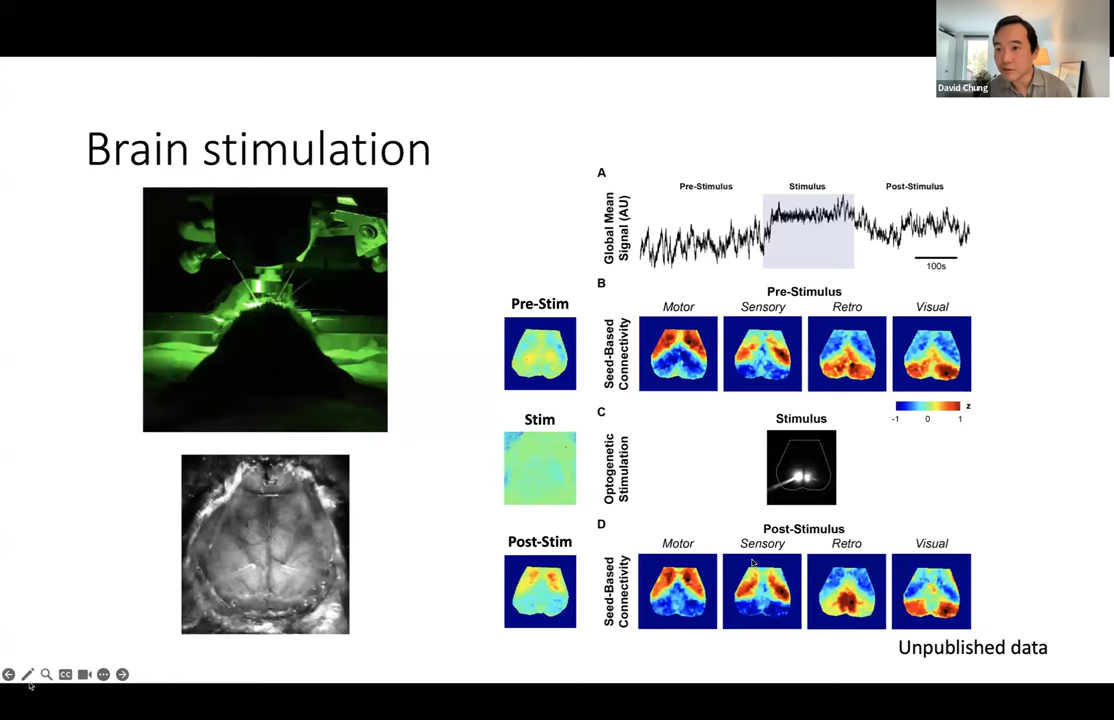 David Chung
Brain stimulation
A
Pre-Stimulus Stimulus Post-Stimulus
Global Mean
Signal (AU)
100s
B
Pre-Stimulus
Pre-Stim
Motor Sensory Retro Visual
Seed-Based
Connectivity
-1 0 1 z
Stim
C
Stimulus
Optogenetic
Stimulation
D
Post-Stimulus
Post-Stim
Motor Sensory Retro Visual
Seed-Based
Connectivity
Unpublished data
CC